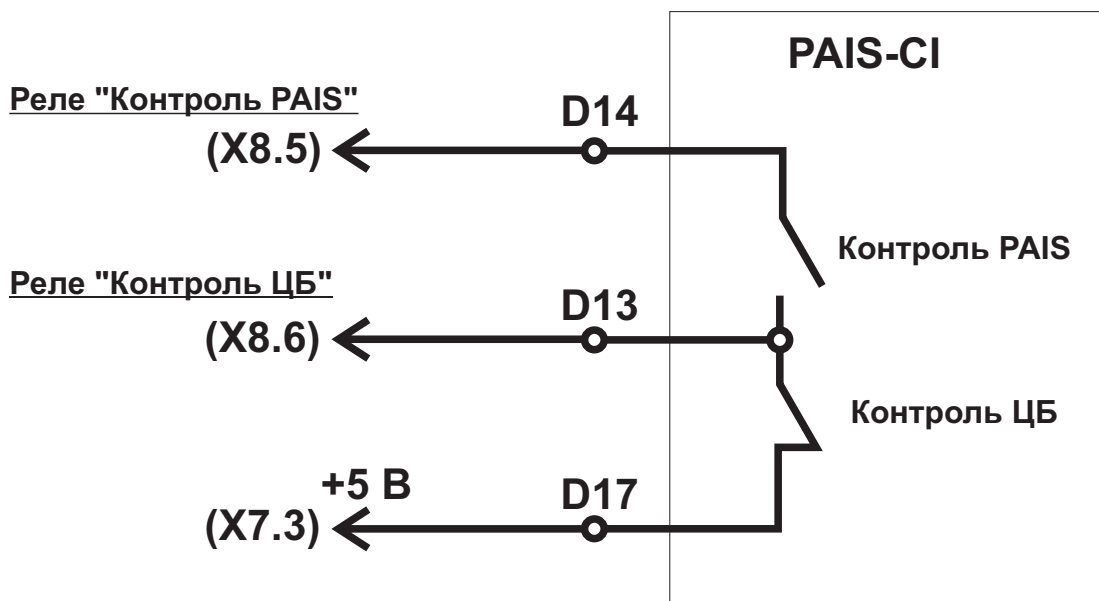 PAIS-CI
Реле "Контроль PAIS"
(X8.5)
D14
Контроль PAIS
Реле "Контроль ЦБ"
(X8.6)
D13
Контроль ЦБ
+5 В
(X7.3)
D17